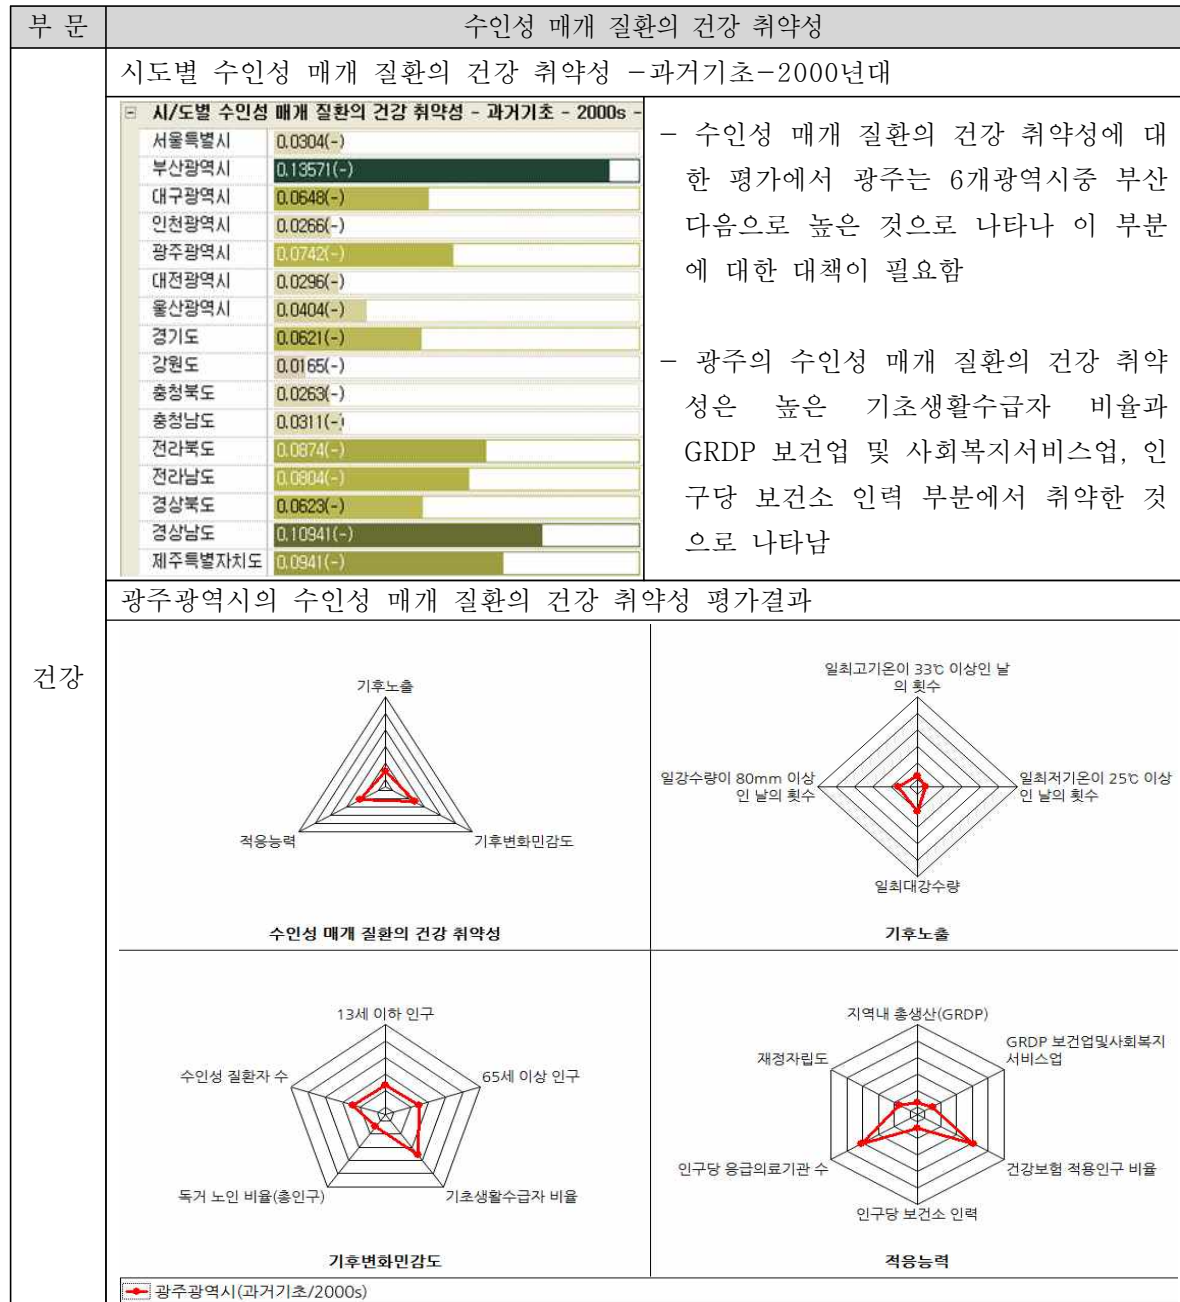 부 문
수인성 매개 질환의 건강 취약성
시도별 수인성 매개 질환의 건강 취약성 -과거기초-2000년대
시/도별 수인성 매개 질환의 건강 취약성 - 과거기초 - 2000s -
서울특별시 0.0304(-)
부산광역시 0.13571(-)
대구광역시 0.0648(-)
인천광역시 0.0266(-)
광주광역시 0.0742(-)
대전광역시 0.0296(-)
울산광역시 0.0404(-)
경기도 0.0621(-)
강원도 0.0165(-)
충청북도 0.0263(-)
충청남도 0.0311(-)
전라북도 0.0874(-)
전라남도 0.0804(-)
경상북도 0.0623(-)
경상남도 0.10941(-)
제주특별자치도 0.0941(-)
- 수인성 매개 질환의 건강 취약성에 대
한 평가에서 광주는 6개광역시중 부산
다음으로 높은 것으로 나타나 이 부분
에 대한 대책이 필요함
- 광주의 수인성 매개 질환의 건강 취약
성은 높은 기초생활수급자 비율과
GRDP 보건업 및 사회복지서비스업, 인
구당 보건소 인력 부분에서 취약한 것
으로 나타남
건강
광주광역시의 수인성 매개 질환의 건강 취약성 평가결과
기후노출
적응능력
기후변화민감도
수인성 매개 질환의 건강 취약성
일최고기온이 33℃ 이상인 날
의 횟수
일강수량이 80mm 이상
인 날의 횟수
일최저기온이 25℃ 이상
인 날의 횟수
일최대강수량
기후노출
13세 이하 인구
수인성 질환자 수
65세 이상 인구
독거 노인 비율(총인구)
기초생활수급자 비율
기후변화민감도
지역내 총생산(GRDP)
재정자립도
GRDP 보건업및사회복지
서비스업
인구당 응급의료기관 수
건강보험 적용인구 비율
인구당 보건소 인력
적응능력
광주광역시(과거기초/2000s)